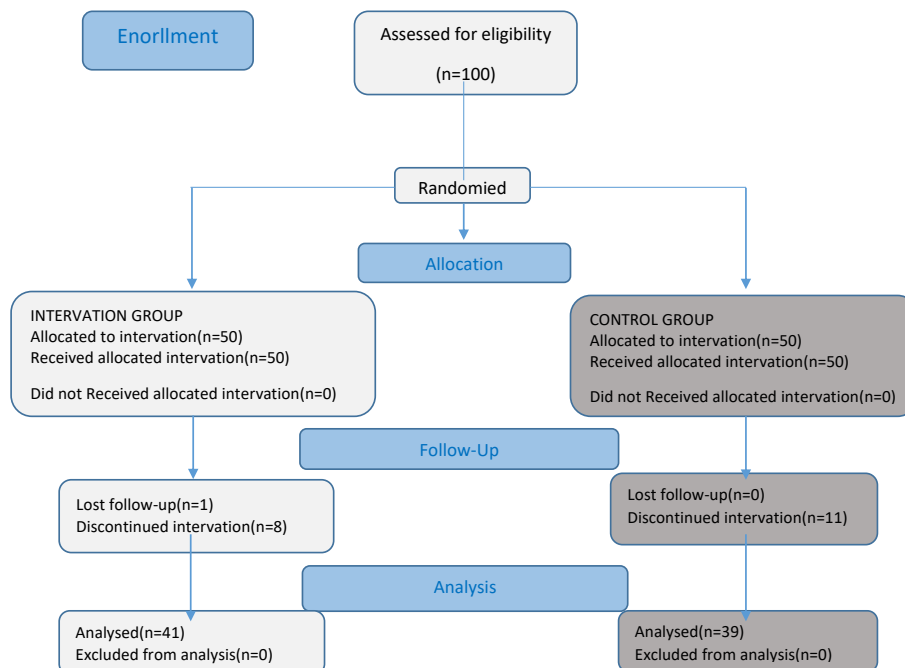 Enorllment
Assessed for eligibility
(n=100)
Randomied
Allocation
INTERVATION GROUP
Allocated to intervation(n=50)
Received allocated intervation(n=50)
Did not Received allocated intervation(n=0)
CONTROL GROUP
Allocated to intervation(n=50)
Received allocated intervation(n=50)
Did not Received allocated intervation(n=0)
Follow-Up
Lost follow-up(n=1)
Discontinued intervation(n=8)
Lost follow-up(n=0)
Discontinued intervation(n=11)
Analysis
Analysed(n=41)
Excluded from analysis(n=0)
Analysed(n=39)
Excluded from analysis(n=0)